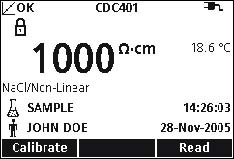 OK CDC401
1000 Ω·cm 18.6 °C
NaCl/Non-Linear
SAMPLE 14:26:03
JOHN DOE 28-Nov-2005
Calibrate Read